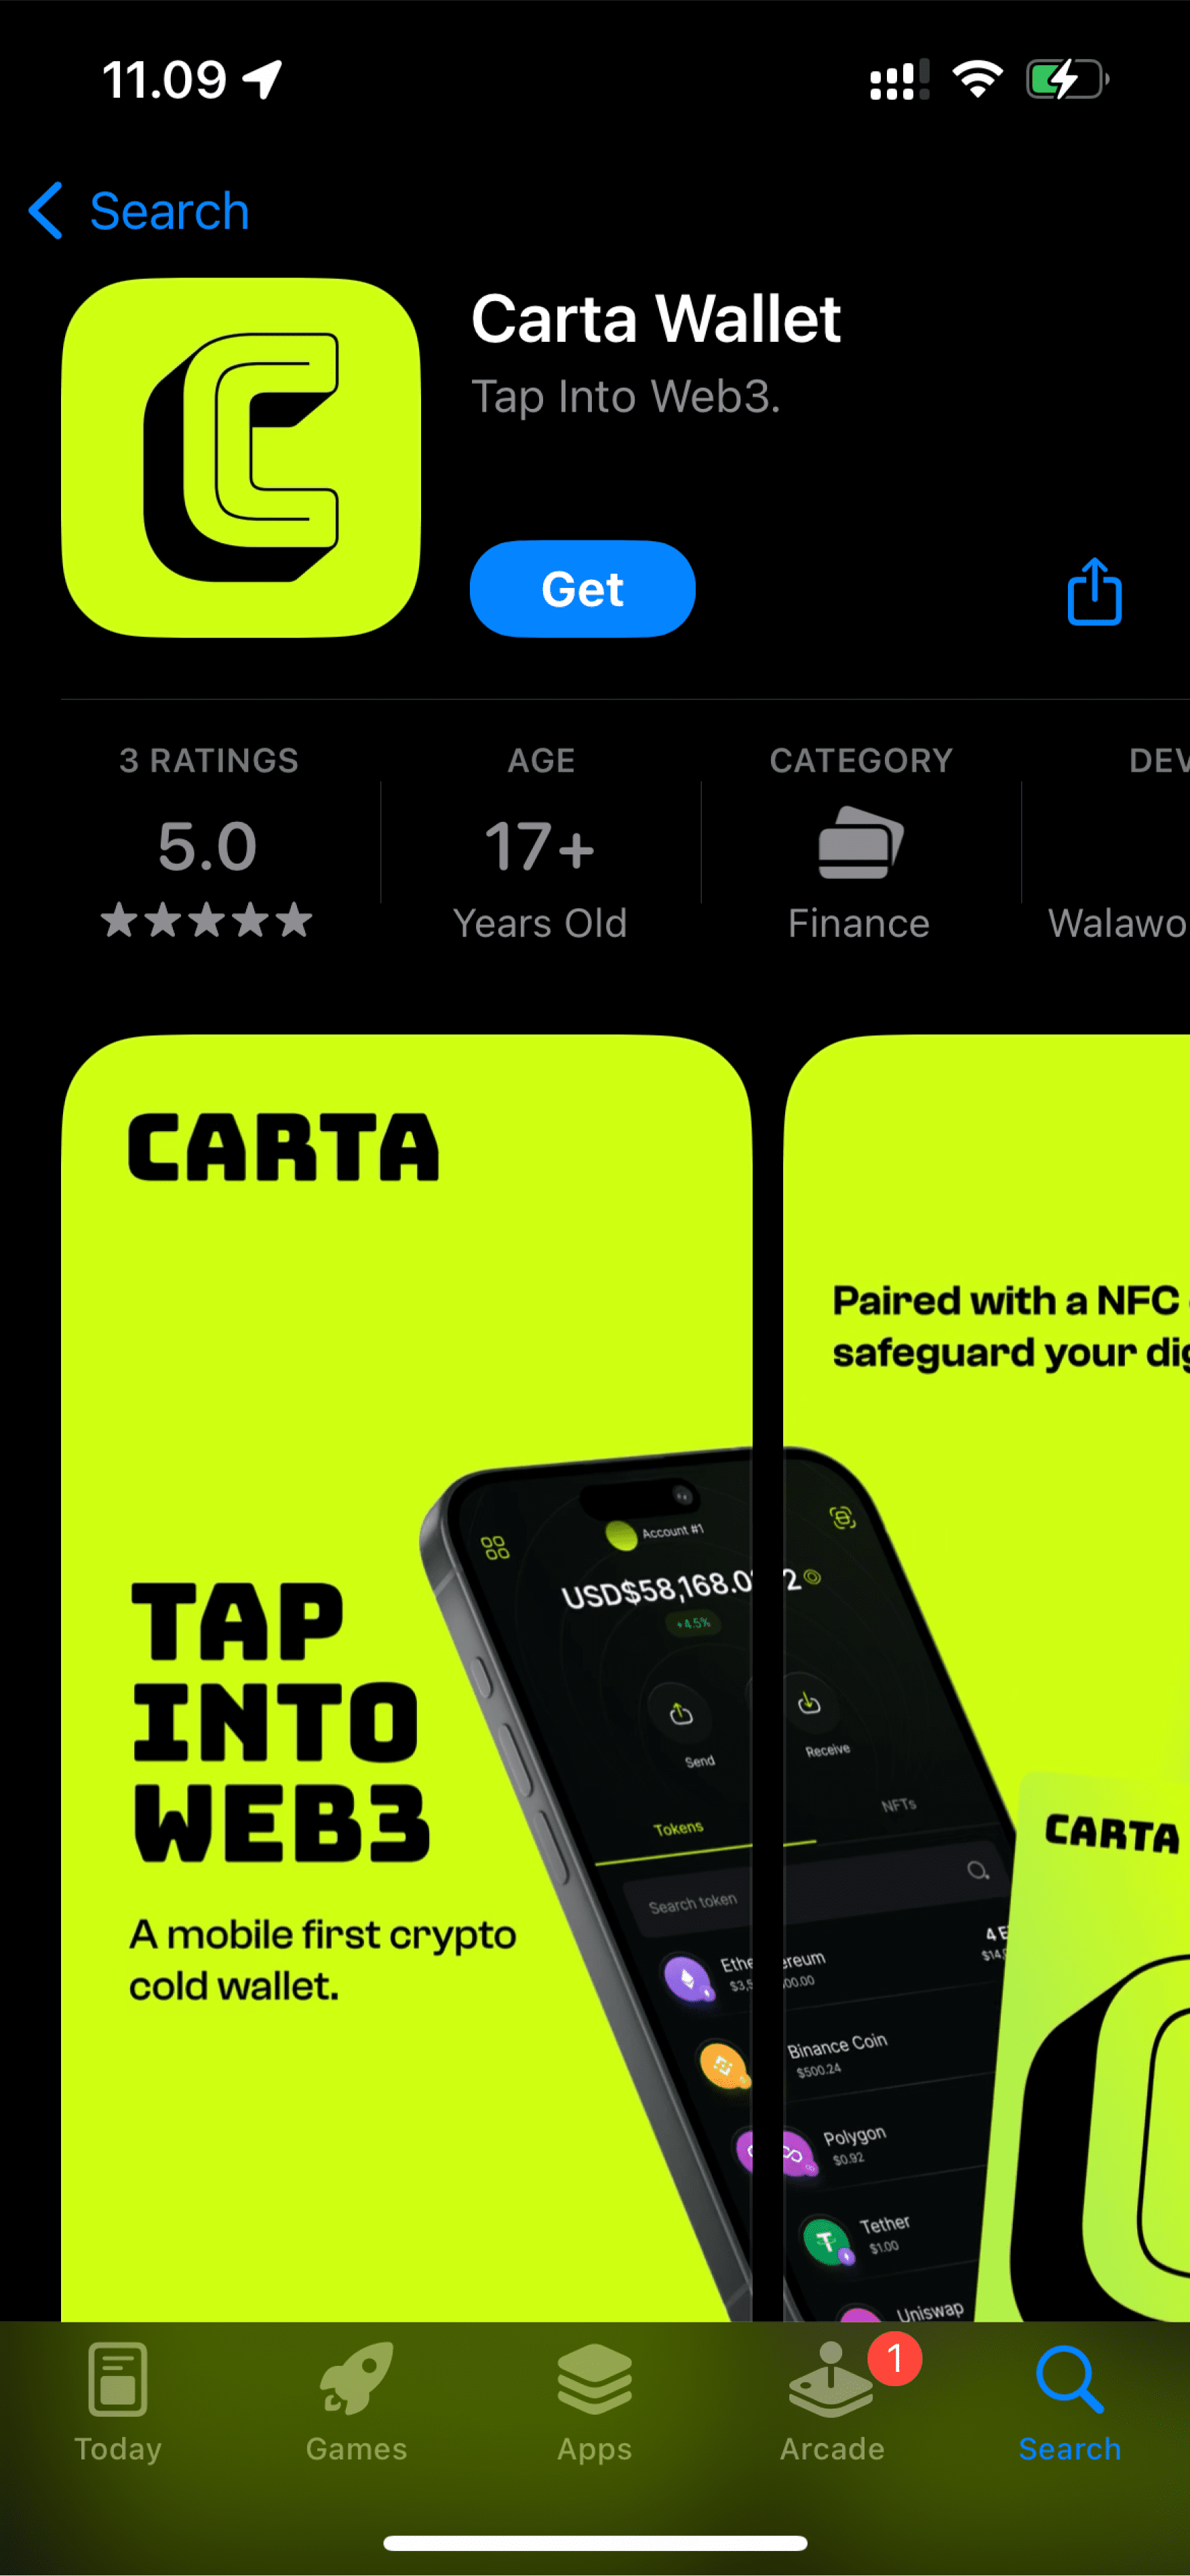 11.09
Search
Carta Wallet
Tap Into Web3.
Get
3 RATINGS
5.0
AGE
17+
Years Old
CATEGORY
Finance
DEV
Walawo
CARTA
TAP
INTO
WEB3
A mobile first crypto
cold wallet.
Account #1
USD$58,168.0
+4.5%
Send
Tokens
Search token
Ethe
$3,5
Paired with a NFC
safeguard your dig
2
Receive
NFTs
ereum
00.00
4 E
$14,
Binance Coin
$500.24
Polygon
$0.92
Tether
$1.00
Uniswap
CARTA
Today
Games
Apps
Arcade
1
Search